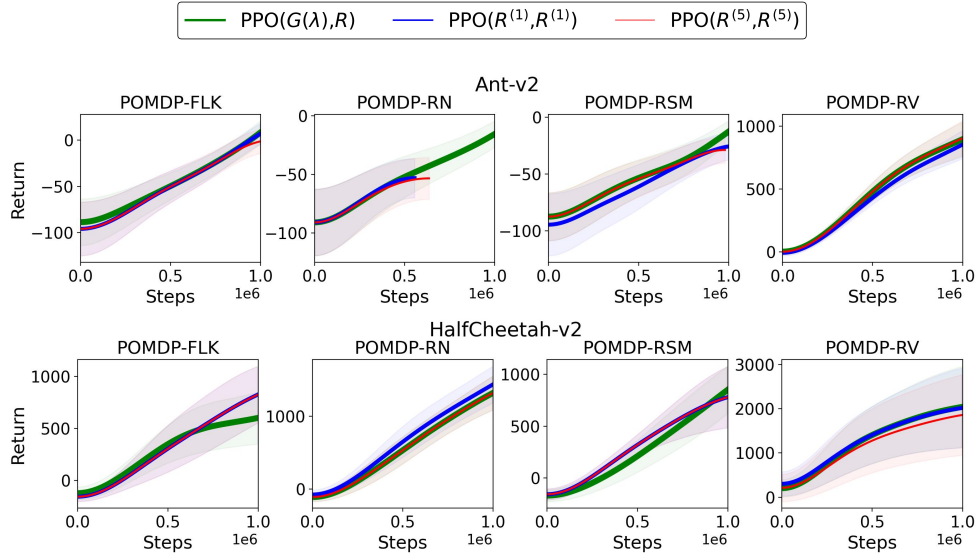 PPO(G(λ),R) PPO(R^(1),R^(1)) PPO(R^(5),R^(5))
Ant-v2
POMDP-FLK POMDP-RN POMDP-RSM POMDP-RV
Return
0
−50
−100
0.0 0.5 1.0
Steps 1e6
0
−50
−100
0.0 0.5 1.0
Steps 1e6
0
−50
−100
0.0 0.5 1.0
Steps 1e6
1000
500
0
0.0 0.5 1.0
Steps 1e6
HalfCheetah-v2
POMDP-FLK POMDP-RN POMDP-RSM POMDP-RV
Return
1000
500
0
0.0 0.5 1.0
Steps 1e6
1000
0
0.0 0.5 1.0
Steps 1e6
1000
500
0
0.0 0.5 1.0
Steps 1e6
3000
2000
1000
0
0.0 0.5 1.0
Steps 1e6